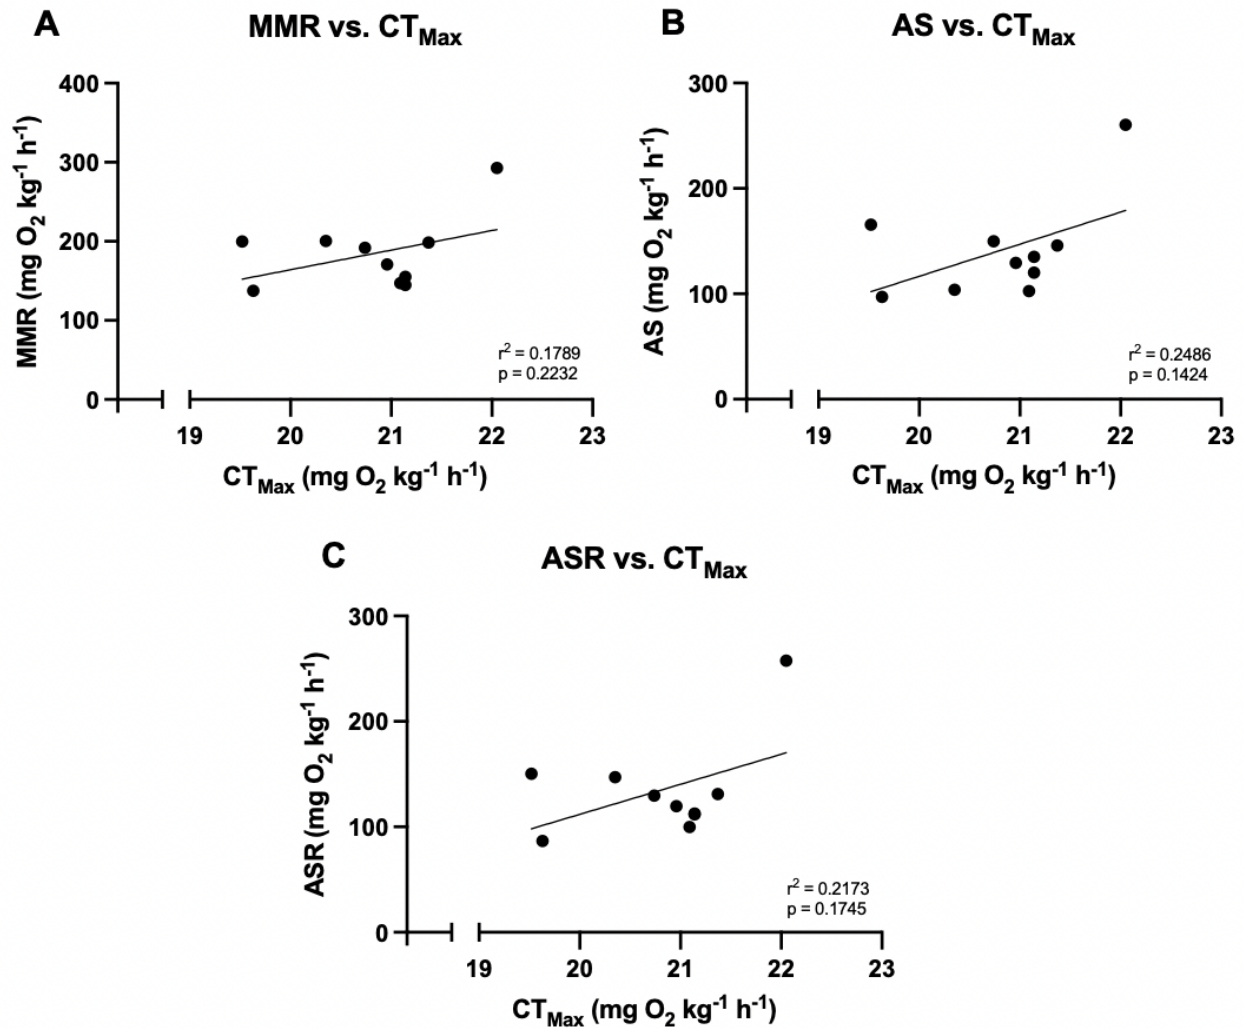 A
MMR vs. CTMax
MMR (mg O2 kg-1 h-1)
400
300
200
100
0
19 20 21 22 23
CTMax (mg O2 kg-1 h-1)
r2 = 0.1789
p = 0.2232
B
AS vs. CTMax
AS (mg O2 kg-1 h-1)
300
200
100
0
19 20 21 22 23
CTMax (mg O2 kg-1 h-1)
r2 = 0.2486
p = 0.1424
C
ASR vs. CTMax
ASR (mg O2 kg-1 h-1)
300
200
100
0
19 20 21 22 23
CTMax (mg O2 kg-1 h-1)
r2 = 0.2173
p = 0.1745